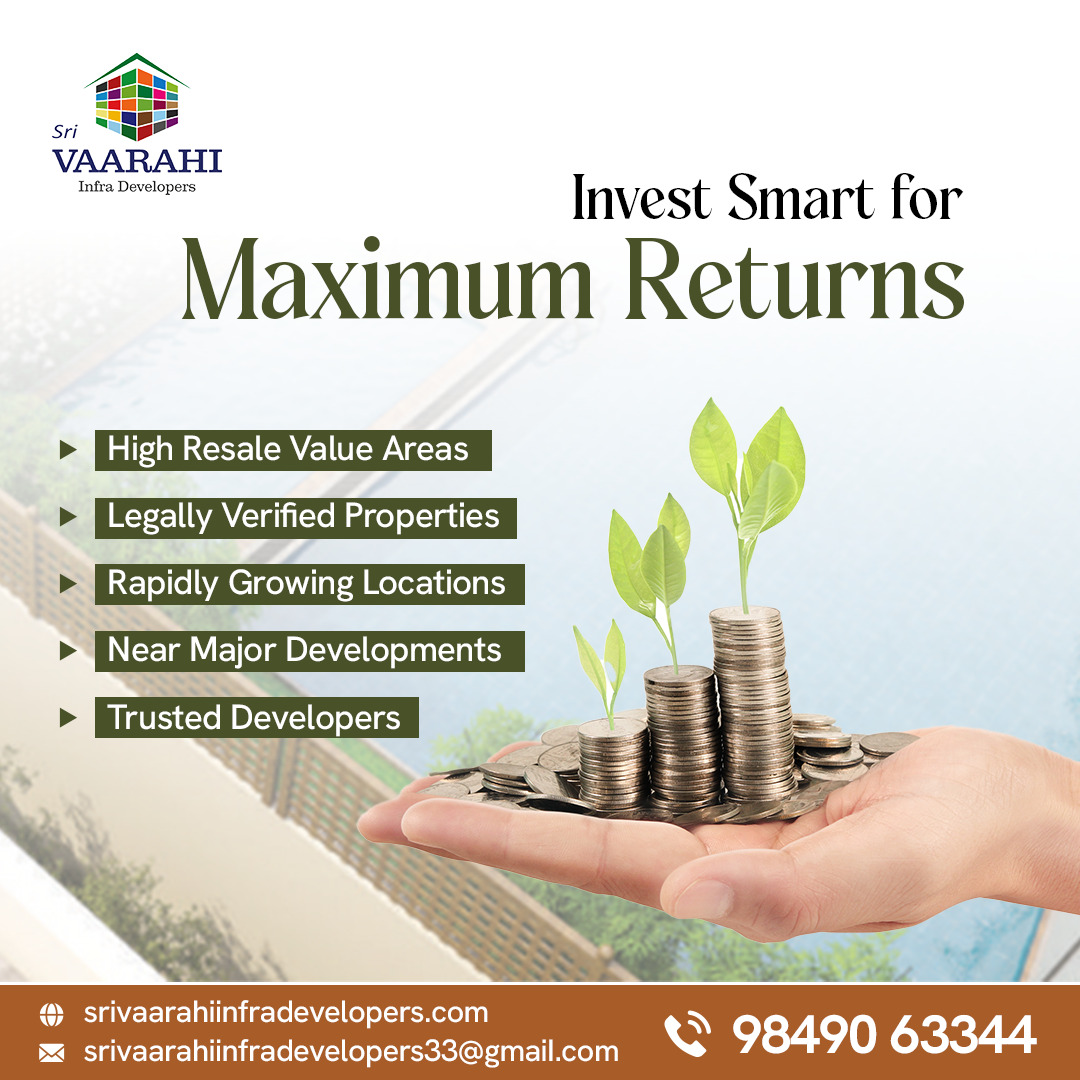 Sri
VAARAHI
Infra Developers
Invest Smart for
Maximum Returns
High Resale Value Areas
Legally Verified Properties
Rapidly Growing Locations
Near Major Developments
Trusted Developers
srivaarahiinfradevelopers.com
srivaarahiinfradevelopers33@gmail.com
98490 63344